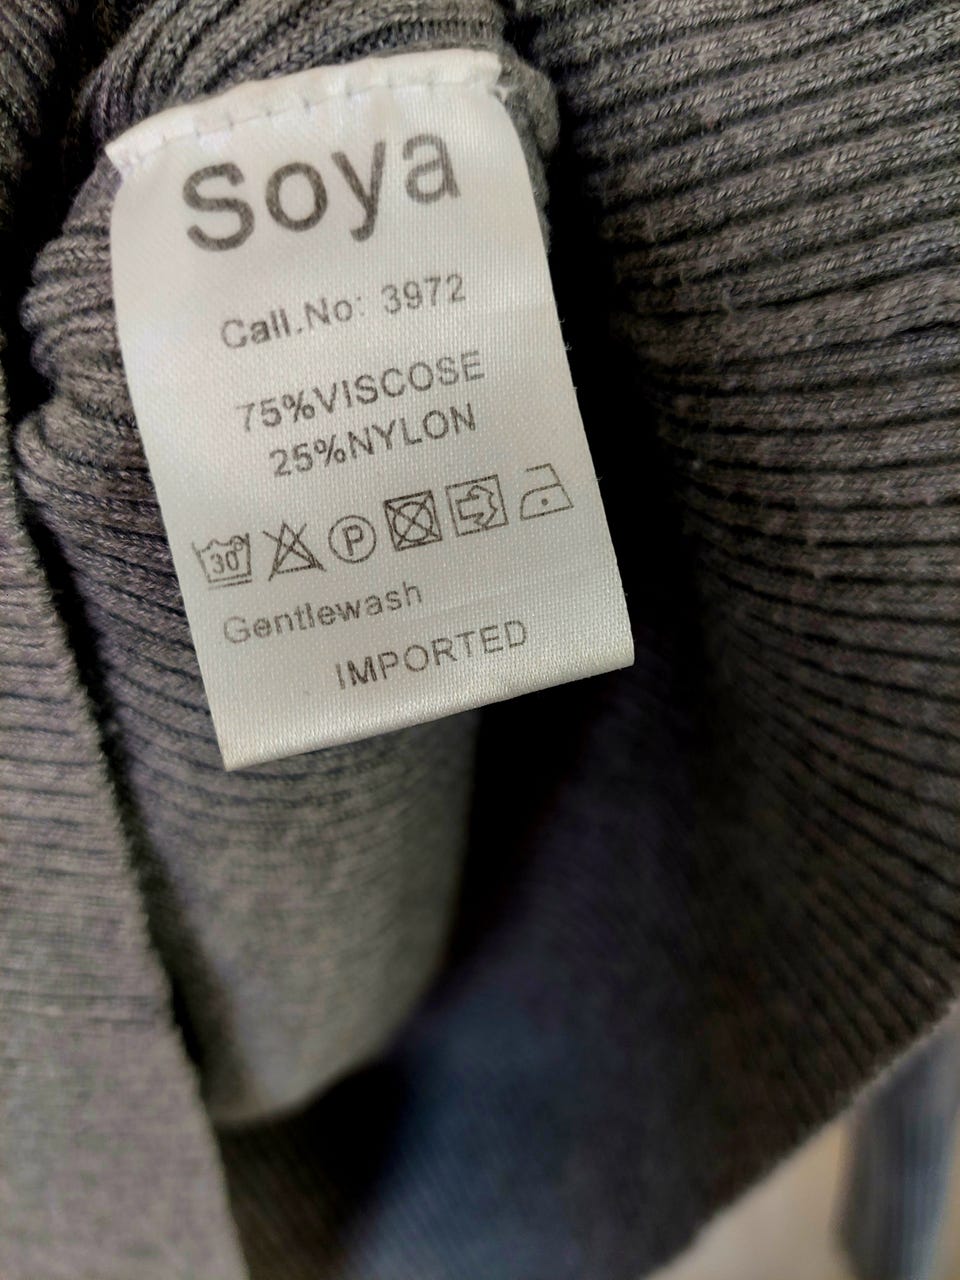 Soya
Call.No: 3972
75%VISCOSE
25%NYLON
30° P
Gentlewash
IMPORTED